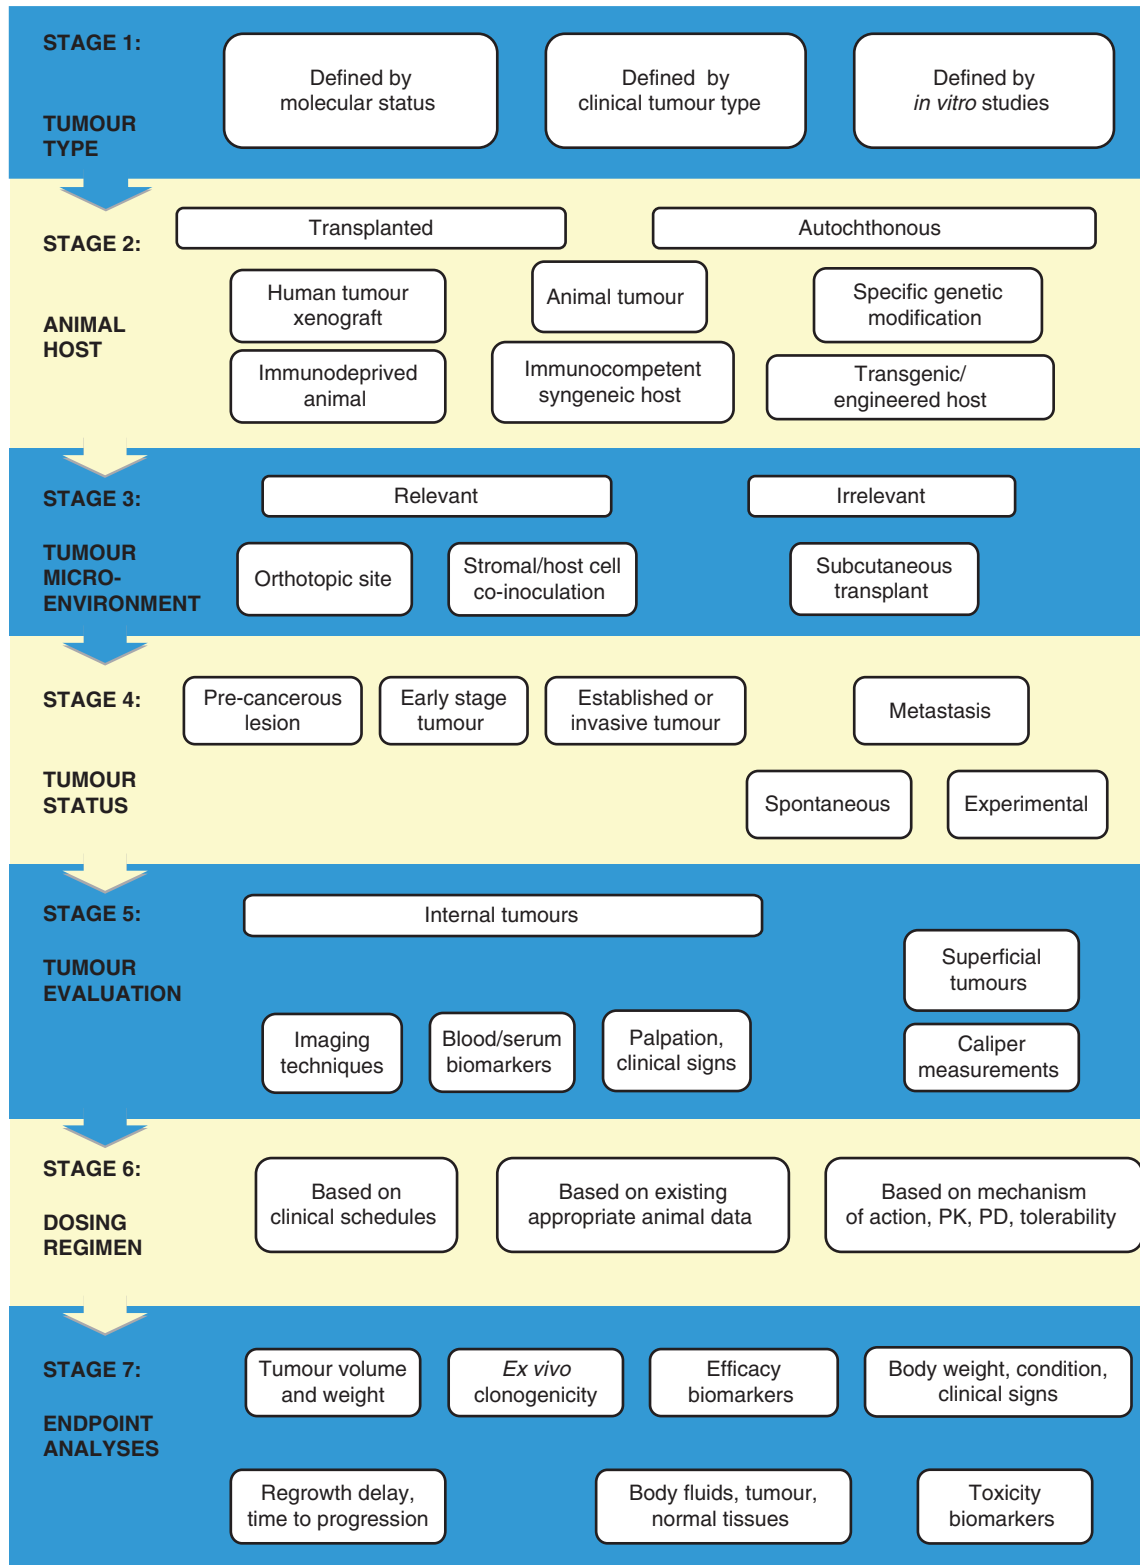 STAGE 1:
TUMOUR
TYPE
Defined by
molecular status
Defined by
clinical tumour type
Defined by
in vitro studies
STAGE 2:
ANIMAL
HOST
Transplanted
Autochthonous
Human tumour
xenograft
Animal tumour
Specific genetic
modification
Immunodeprived
animal
Immunocompetent
syngeneic host
Transgenic/
engineered host
STAGE 3:
TUMOUR
MICRO-
ENVIRONMENT
Relevant
Irrelevant
Orthotopic site
Stromal/host cell
co-inoculation
Subcutaneous
transplant
STAGE 4:
TUMOUR
STATUS
Pre-cancerous
lesion
Early stage
tumour
Established or
invasive tumour
Metastasis
Spontaneous
Experimental
STAGE 5:
TUMOUR
EVALUATION
Internal tumours
Superficial
tumours
Imaging
techniques
Blood/serum
biomarkers
Palpation,
clinical signs
Caliper
measurements
STAGE 6:
DOSING
REGIMEN
Based on
clinical schedules
Based on existing
appropriate animal data
Based on mechanism
of action, PK, PD, tolerability
STAGE 7:
ENDPOINT
ANALYSES
Tumour volume
and weight
Ex vivo
clonogenicity
Efficacy
biomarkers
Body weight, condition,
clinical signs
Regrowth delay,
time to progression
Body fluids, tumour,
normal tissues
Toxicity
biomarkers